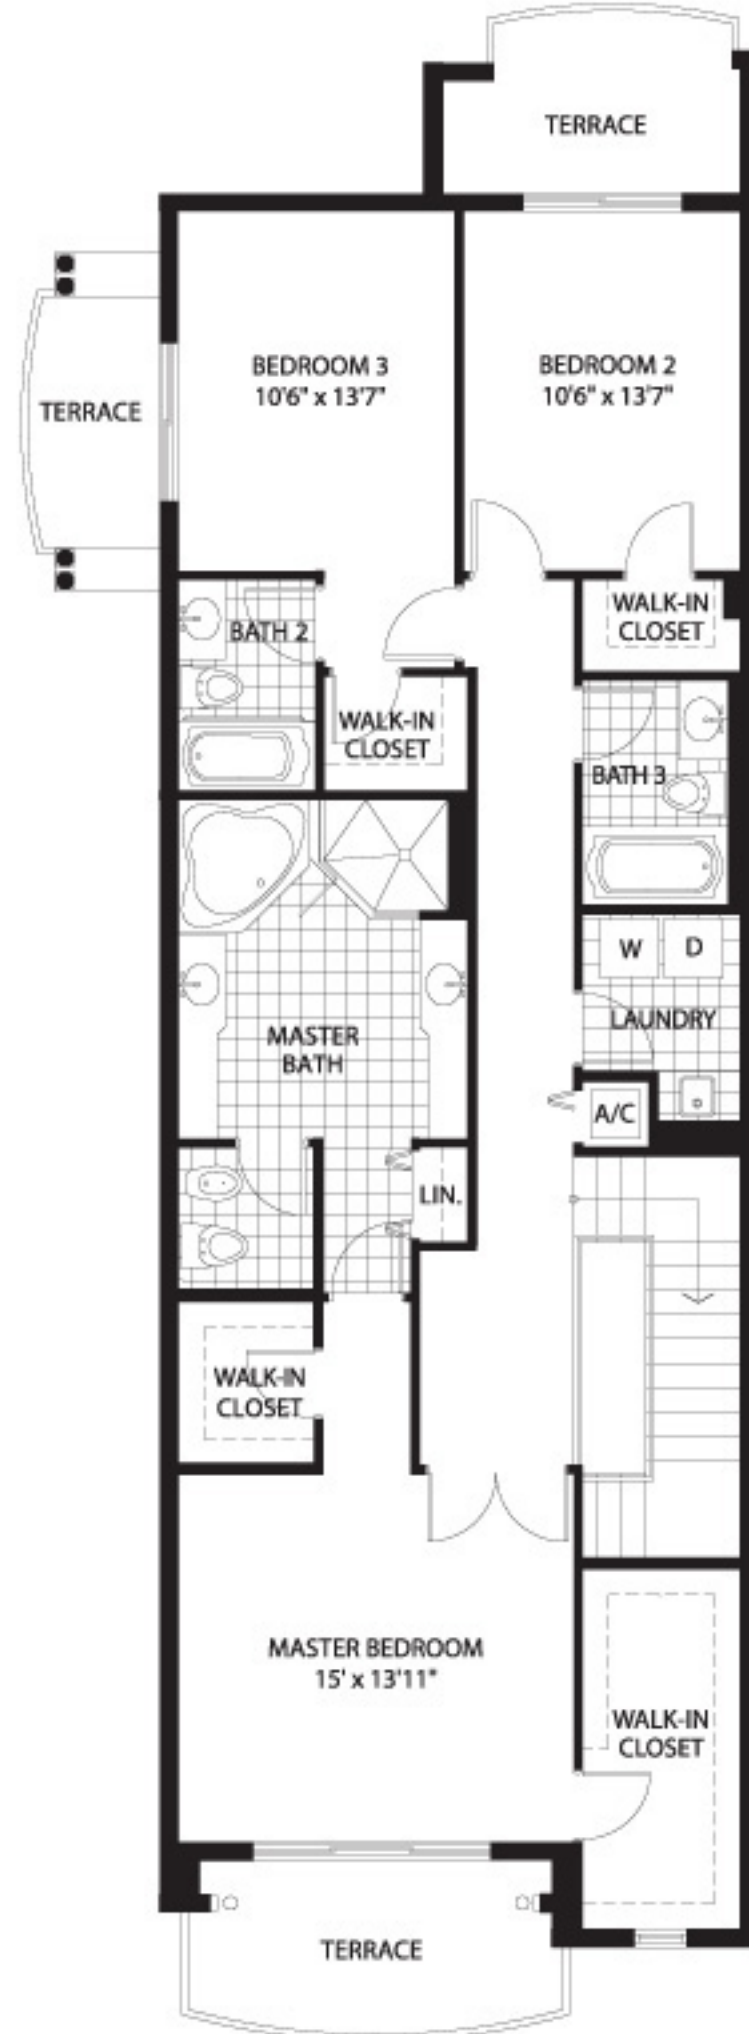 TERRACE
BEDROOM 3
10'6" x 13'7"
BEDROOM 2
10'6" x 13'7"
TERRACE
WALK-IN
CLOSET
BATH 2
WALK-IN
CLOSET
BATH 3
W
D
LAUNDRY
MASTER
BATH
A/C
LIN.
WALK-IN
CLOSET
MASTER BEDROOM
15' x 13'11"
WALK-IN
CLOSET
TERRACE